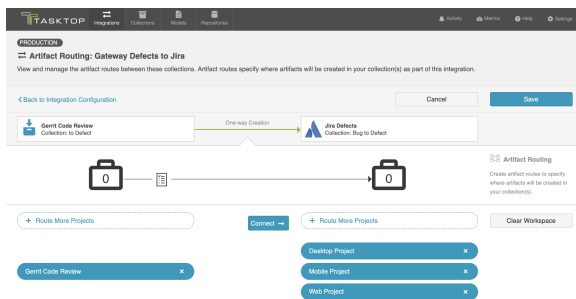 TASKTOP
Integrations
Collections
Models
Repositories
Activity
Metrics
Help
Settings
PRODUCTION
Artifact Routing: Gateway Defects to Jira
View and manage the artifact routes between these collections. Artifact routes specify where artifacts will be created in your collection(s) as part of this integration.
Back to Integration Configuration
Cancel
Save
Gerrit Code Review
Collection: to Defect
One-way Creation
Jira Defects
Collection: Bug to Defect
0
0
Artifact Routing
Create artifact routes to specify
where artifacts will be created in
your collection(s).
+ Route More Projects
Connect →
+ Route More Projects
Clear Workspace
Desktop Project ×
Gerrit Code Review ×
Mobile Project ×
Web Project ×